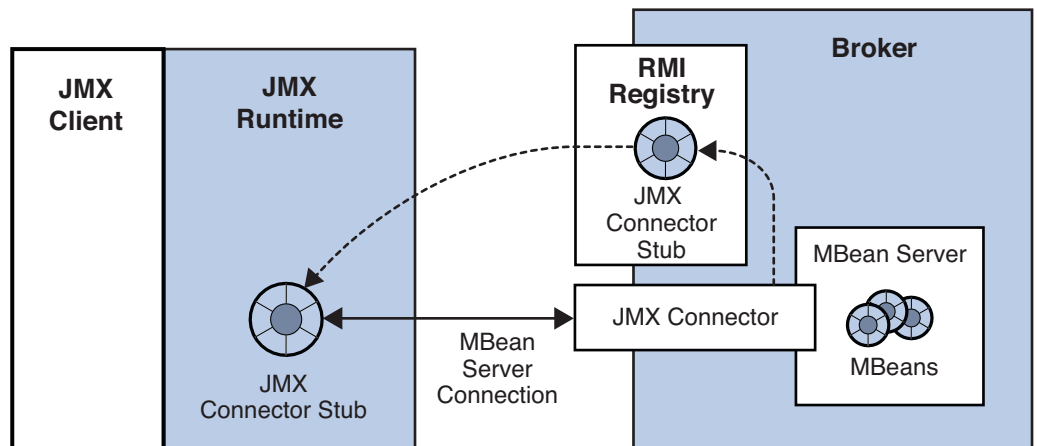 JMX
Client
JMX
Runtime
RMI
Registry
Broker
JMX
Connector
Stub
MBean Server
MBeans
JMX Connector
MBean
Server
Connection
JMX
Connector Stub